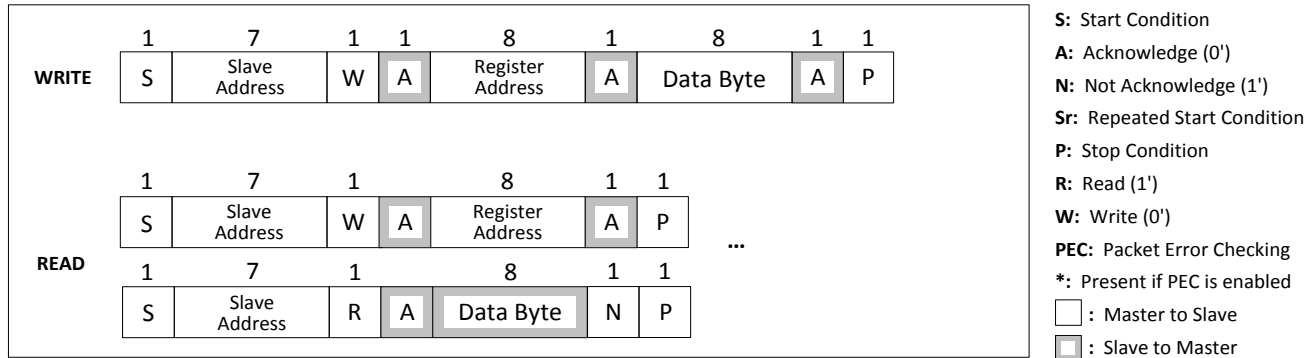 1 7 1 1 8 1 8 1 1
WRITE S Slave Address W A Register Address A Data Byte A P
1 7 1 8 1 1
S Slave Address W A Register Address A P ...
READ
1 7 1 8 1 1
S Slave Address R A Data Byte N P
S: Start Condition
A: Acknowledge (0')
N: Not Acknowledge (1')
Sr: Repeated Start Condition
P: Stop Condition
R: Read (1')
W: Write (0')
PEC: Packet Error Checking
*: Present if PEC is enabled
: Master to Slave
: Slave to Master